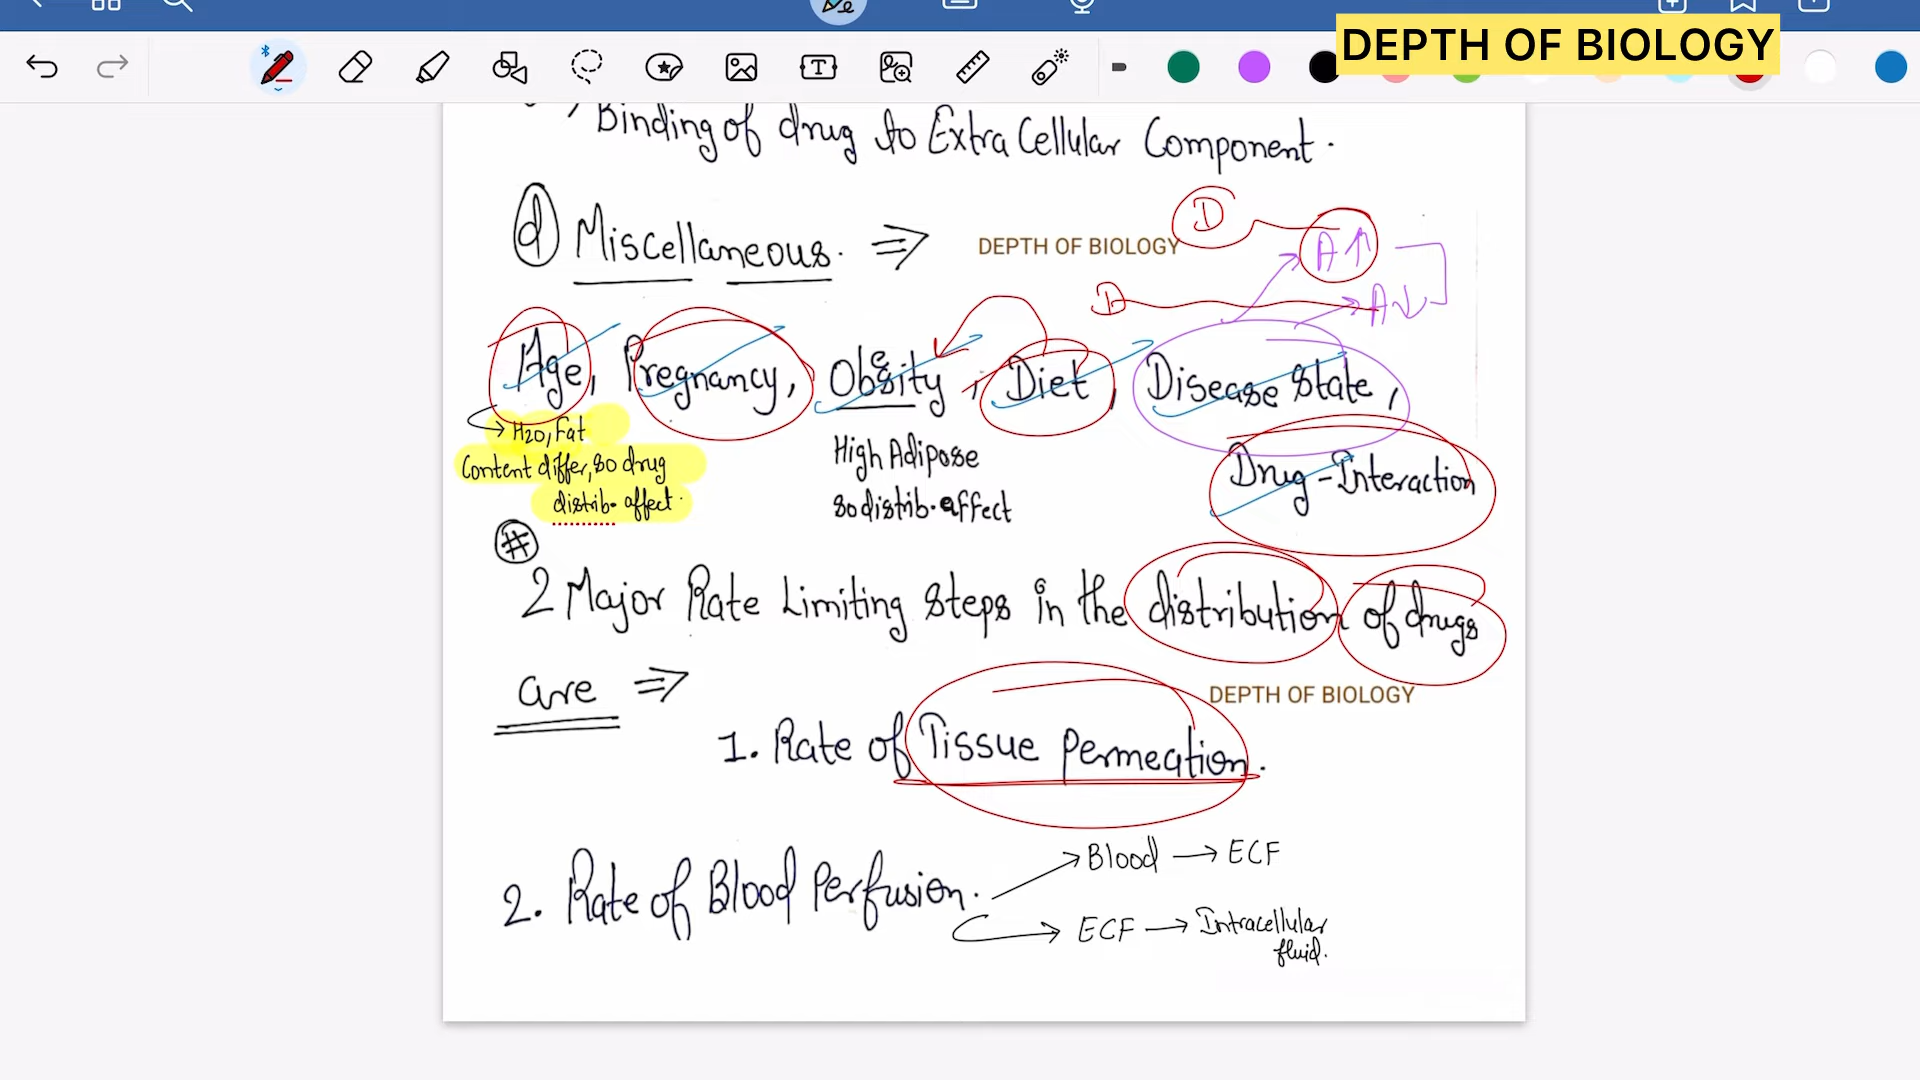 DEPTH OF BIOLOGY
Binding of drug to Extra Cellular Component.
d Miscellaneous. ⇒ DEPTH OF BIOLOGY
D
A↑
D
A↓
Age, Pregnancy, Obesity, Diet, Disease state,
→ H2O, Fat
Content differ, so drug
distrib. affect.
High Adipose
so distrib. affect
Drug-Interaction
#
2 Major Rate Limiting steps in the distribution of drugs
are ⇒ DEPTH OF BIOLOGY
1. Rate of Tissue permeation.
2. Rate of Blood Perfusion.
→ Blood → ECF
→ ECF → Intracellular
fluid.